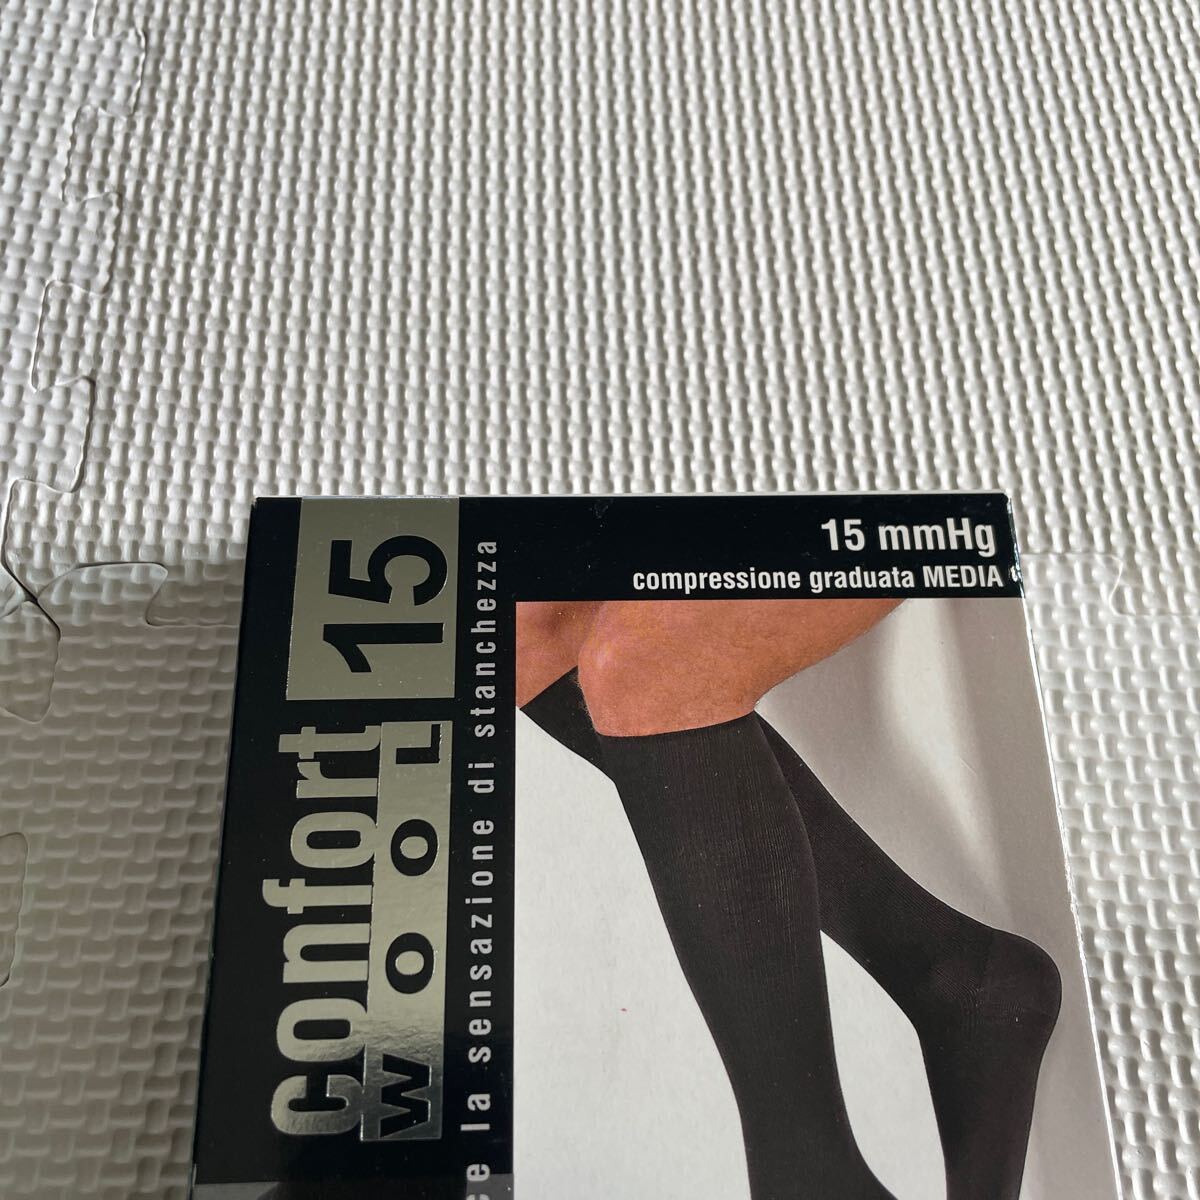 15 mmHg
compressione graduata MEDIA
confort 15
WOOL
la sensazione di stanchezza